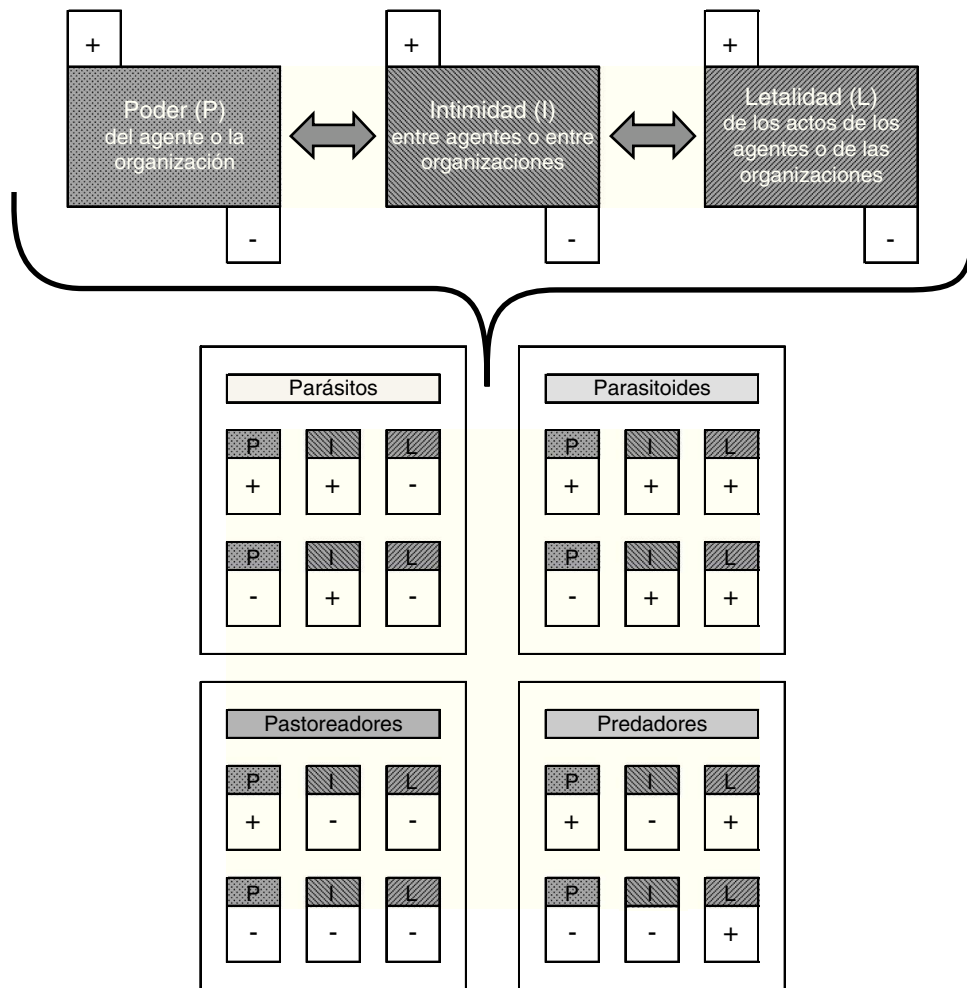 + + +
Poder (P)
del agente o la
organización
Intimidad (I)
entre agentes o entre
organizaciones
Letalidad (L)
de los actos de los
agentes o de las
organizaciones
- - -
Parásitos
P I L
+ + -
P I L
- + -
Parasitoides
P I L
+ + +
P I L
- + +
Pastoreadores
P I L
+ - -
P I L
- - -
Predadores
P I L
+ - +
P I L
- - +